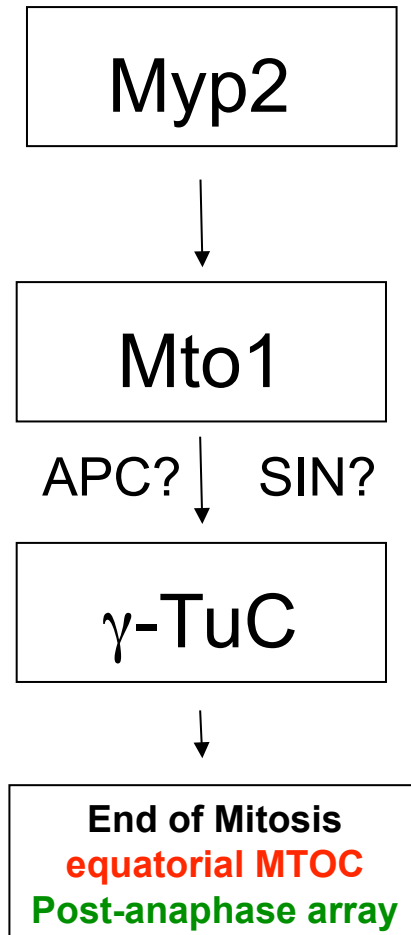 Myp2
Mto1
APC? SIN?
γ-TuC
End of Mitosis
equatorial MTOC
Post-anaphase array